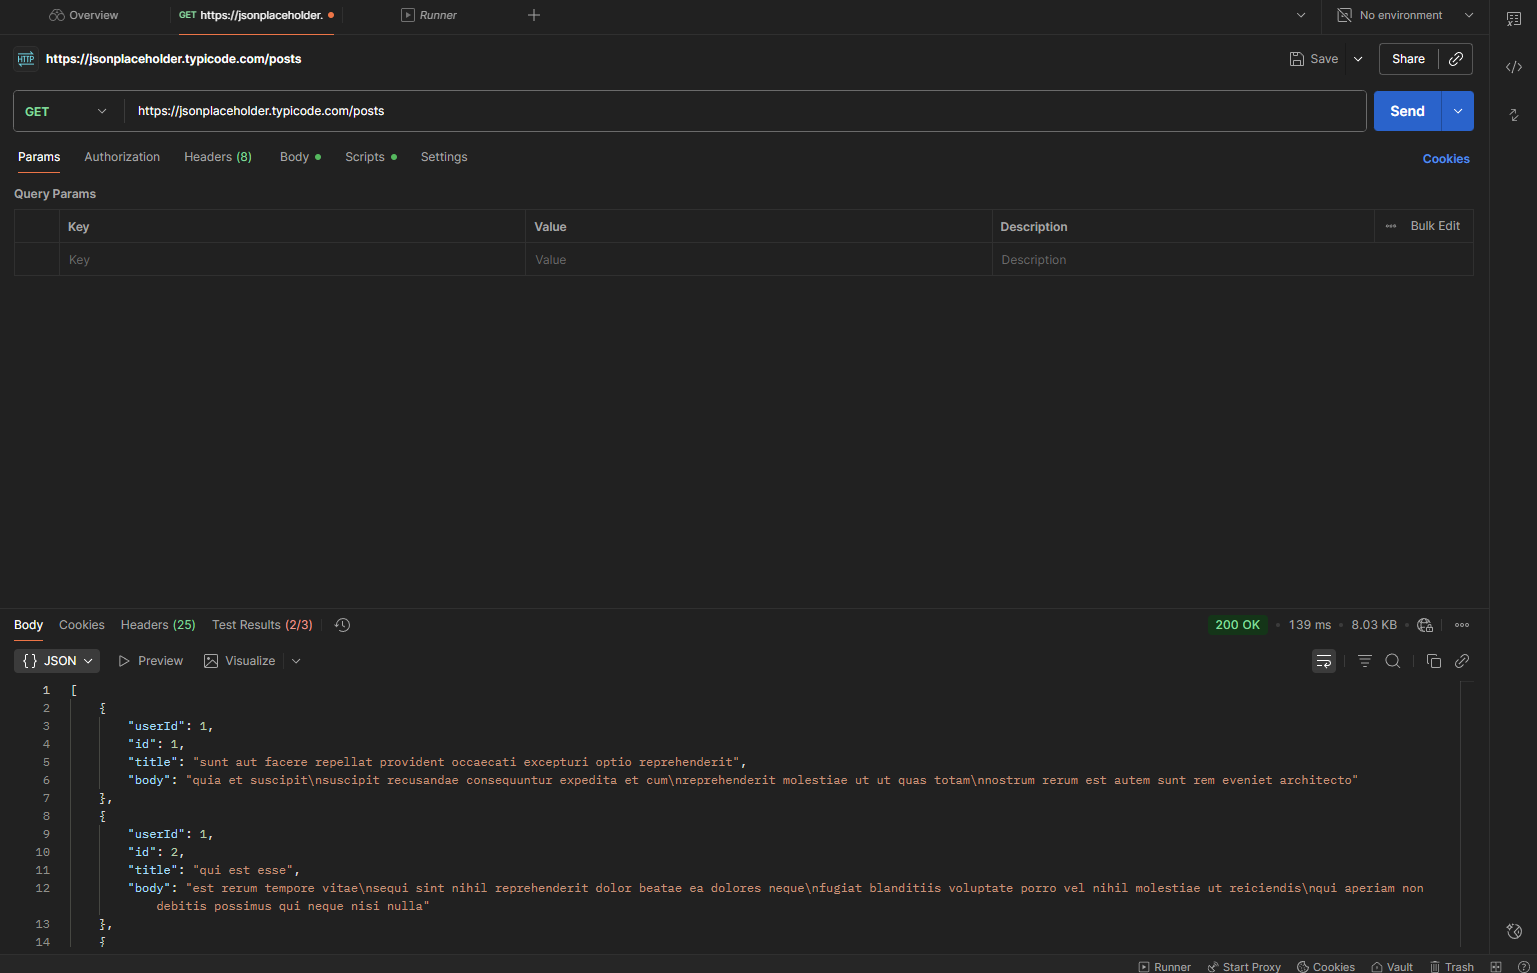 Overview
GET https://jsonplaceholder.
Runner
No environment
HTTP https://jsonplaceholder.typicode.com/posts
Save
Share
GET https://jsonplaceholder.typicode.com/posts
Send
Params Authorization Headers (8) Body Scripts Settings
Cookies
Query Params
Key Value Description Bulk Edit
Key Value Description
Body Cookies Headers (25) Test Results (2/3)
200 OK 139 ms 8.03 KB
{} JSON Preview Visualize
1 [
2 {
3 "userId": 1,
4 "id": 1,
5 "title": "sunt aut facere repellat provident occaecati excepturi optio reprehenderit",
6 "body": "quia et suscipit\nsuscipit recusandae consequuntur expedita et cum\nreprehenderit molestiae ut ut quas totam\nnostrum rerum est autem sunt rem eveniet architecto"
7 },
8 {
9 "userId": 1,
10 "id": 2,
11 "title": "qui est esse",
12 "body": "est rerum tempore vitae\nsequi sint nihil reprehenderit dolor beatae ea dolores neque\nfugiat blanditiis voluptate porro vel nihil molestiae ut reiciendis\nqui aperiam non
debitis possimus qui neque nisi nulla"
13 },
14 {
Runner Start Proxy Cookies Vault Trash